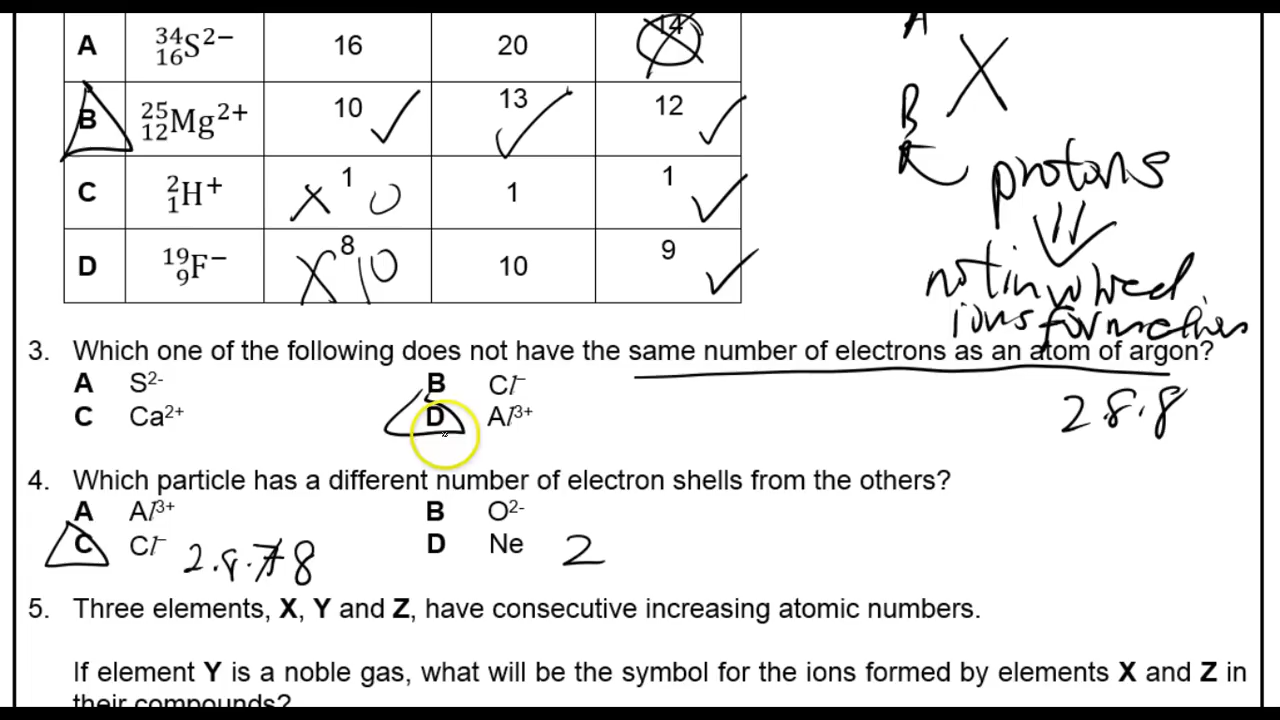 A ³⁴₁₆S²⁻ 16 20 14
A
X
B ²⁵₁₂Mg²⁺ 10 13 12
B
C ²₁H⁺ 1 0 1 1
protons
D ¹⁹₉F⁻ 8 10 10 9
not involved
ions formation
3. Which one of the following does not have the same number of electrons as an atom of argon?
A S²⁻ B Cl⁻
C Ca²⁺ D Al³⁺
2.8.8
4. Which particle has a different number of electron shells from the others?
A Al³⁺ B O²⁻
C Cl⁻ 2.8.7 8 D Ne 2
5. Three elements, X, Y and Z, have consecutive increasing atomic numbers.
If element Y is a noble gas, what will be the symbol for the ions formed by elements X and Z in
their compounds?